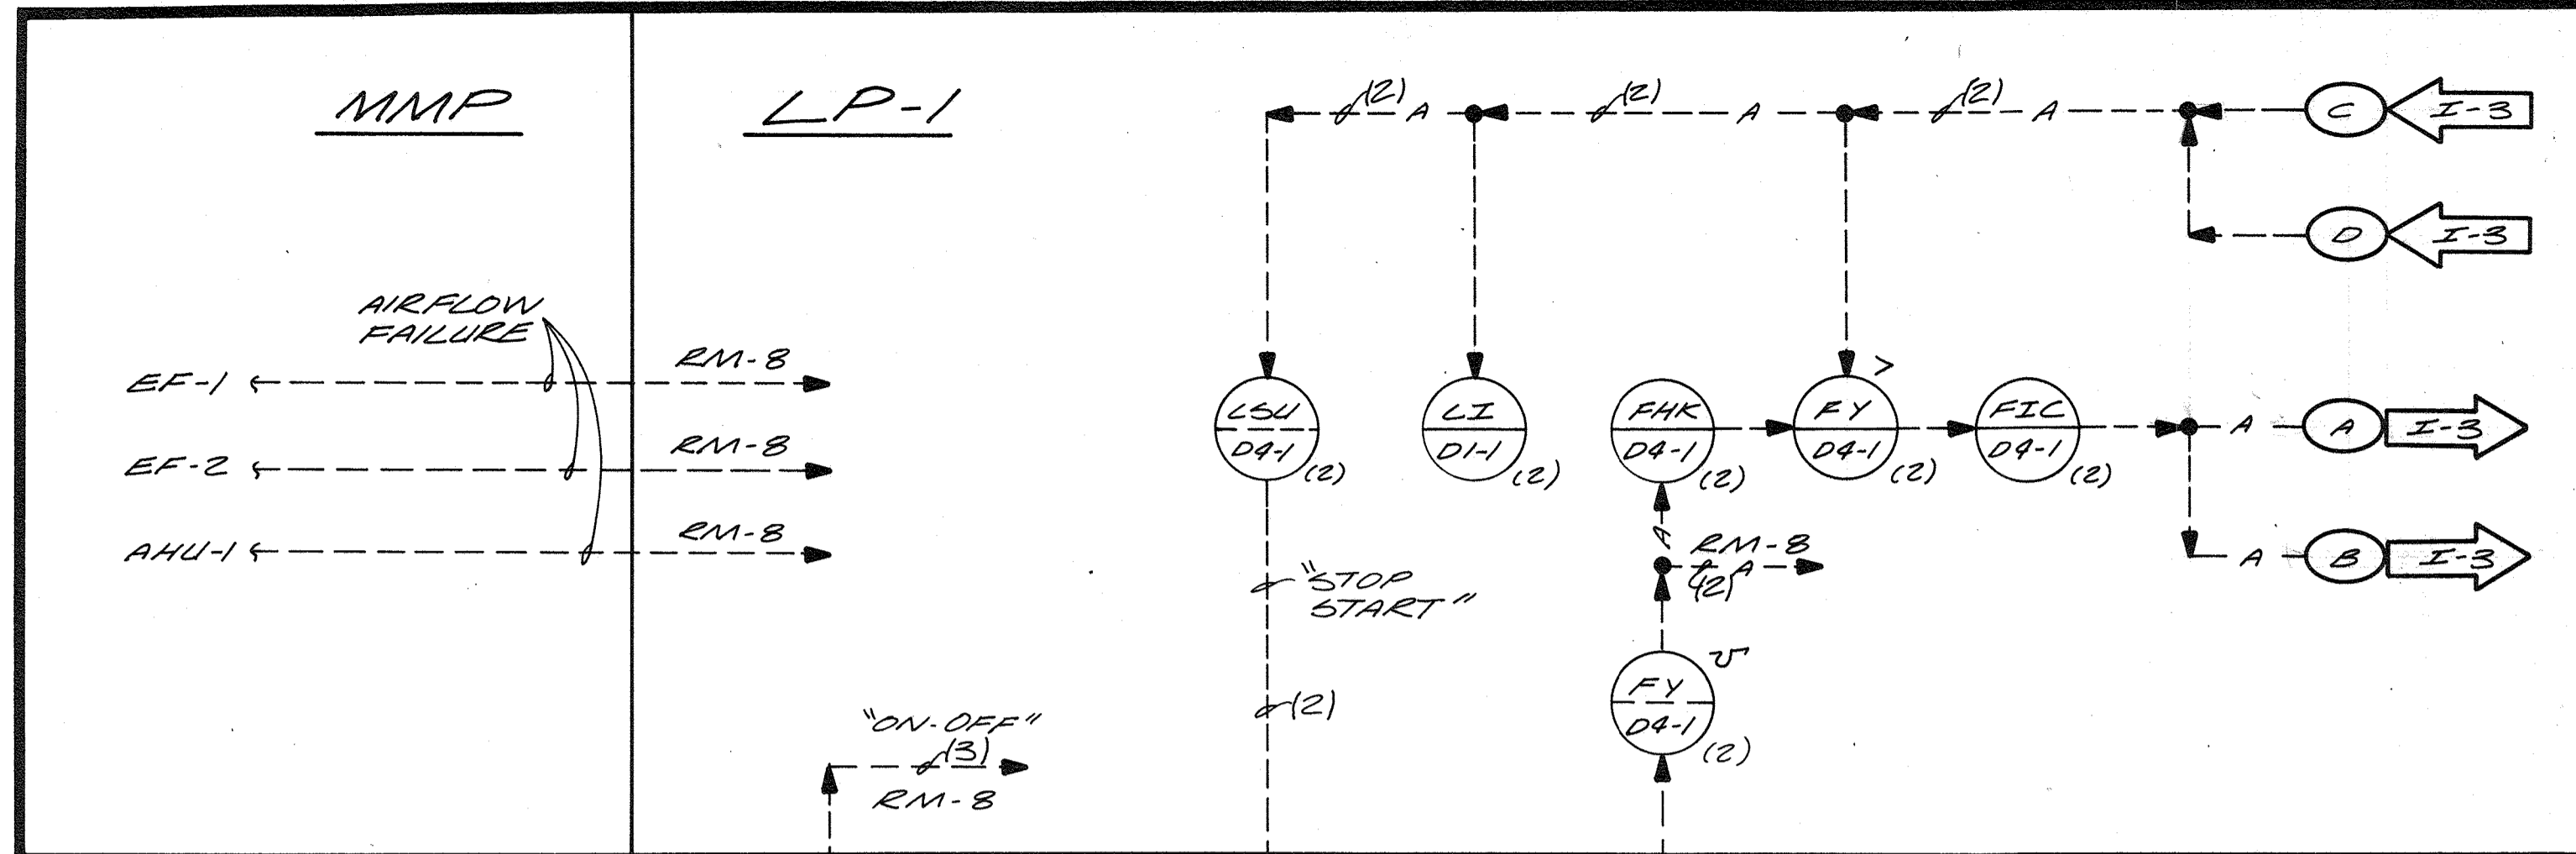 MMP
LP-1
(2) A (2) A (2) A C I-3
D I-3
AIRFLOW
FAILURE
EF-1 RM-8
EF-2 RM-8
AHU-1 RM-8
LSU
D4-1
(2)
LI
D1-1
(2)
FHK
D4-1
(2)
>
FY
D4-1
(2)
FIC
D4-1
(2)
A A I-3
A B I-3
A
RM-8
A
(2)
"STOP
START"
(2)
FY
D4-1
(2)
"ON-OFF"
(3)
RM-8